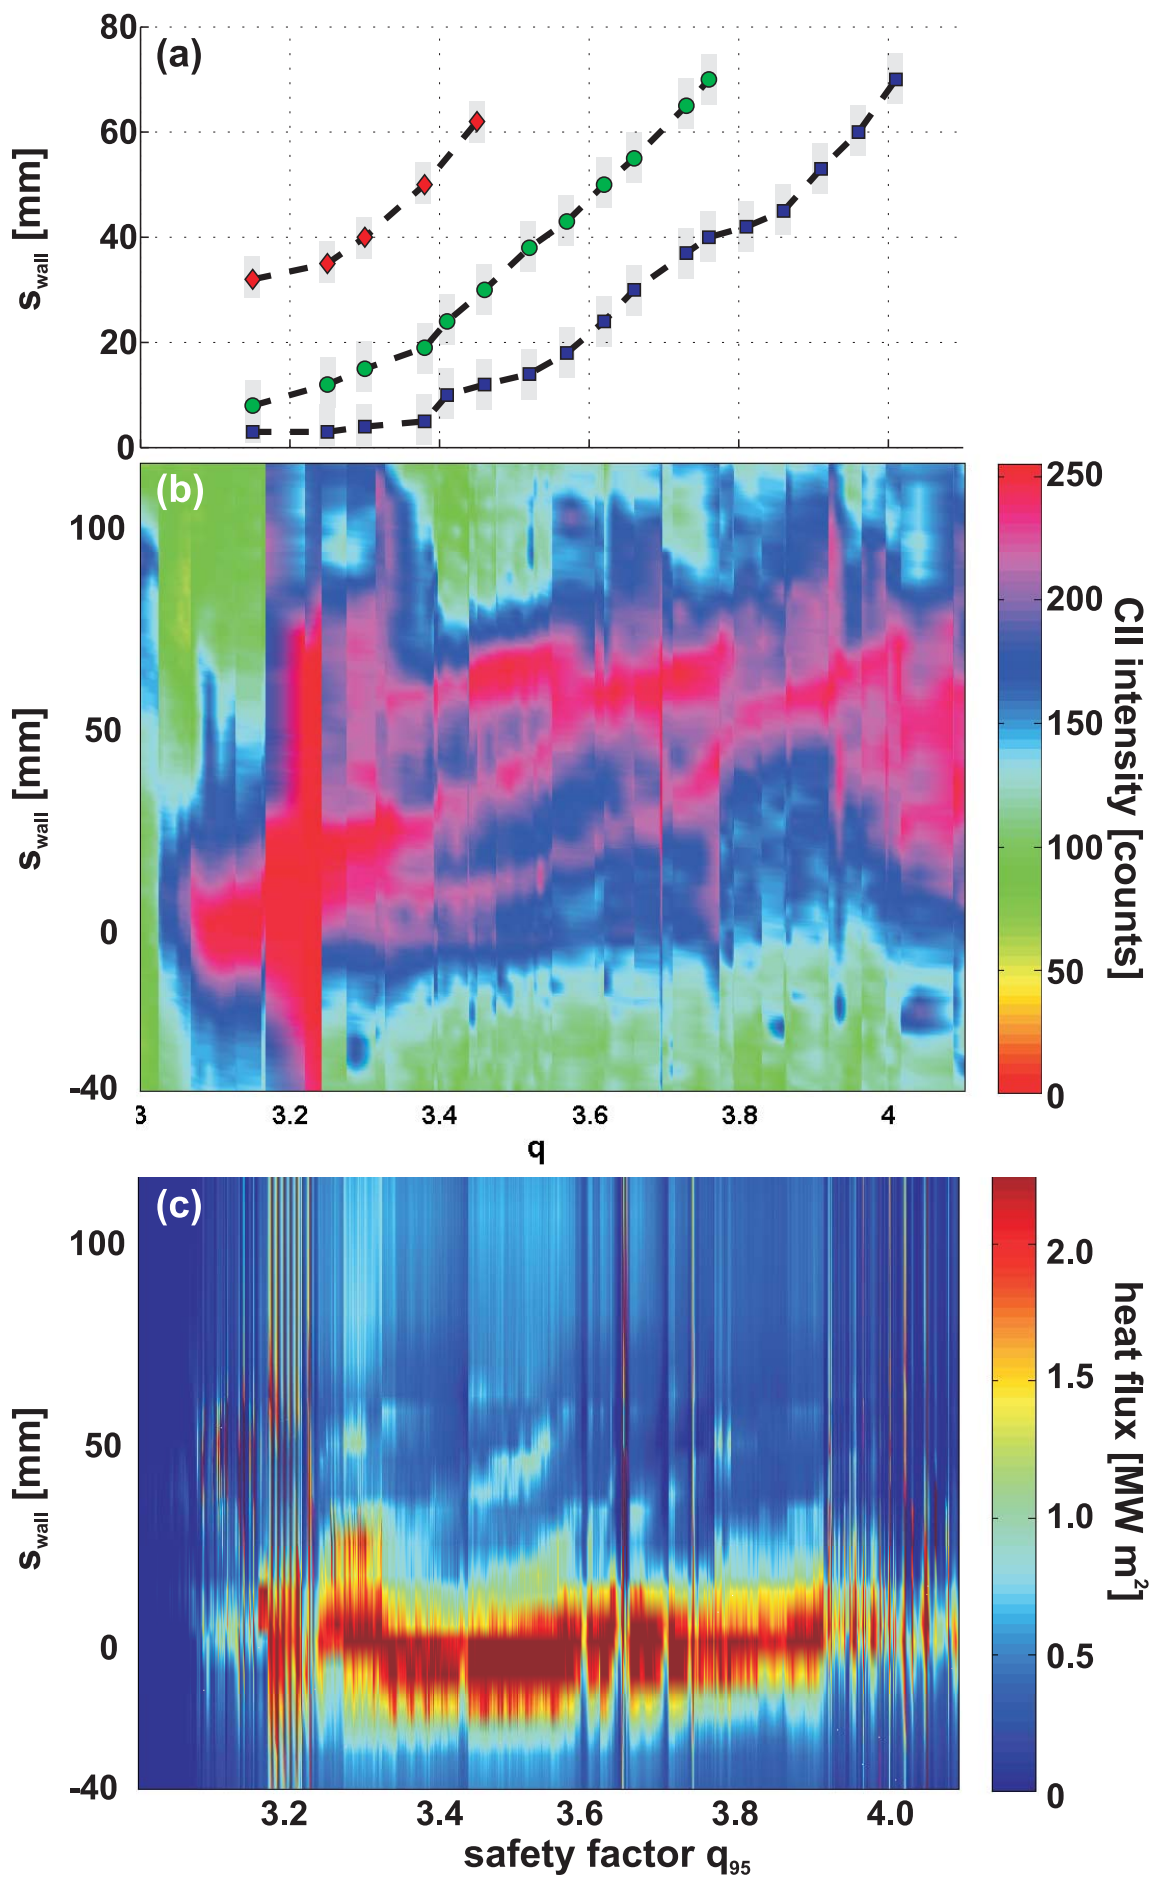 (a)
80
60
40
20
0
s_wall [mm]
(b)
100
50
0
-40
s_wall [mm]
3 3.2 3.4 3.6 3.8 4
q
250
200
150
100
50
0
CII intensity [counts]
(c)
100
50
0
-40
s_wall [mm]
3.2 3.4 3.6 3.8 4.0
safety factor q_95
2.0
1.5
1.0
0.5
0
heat flux [MW m²]